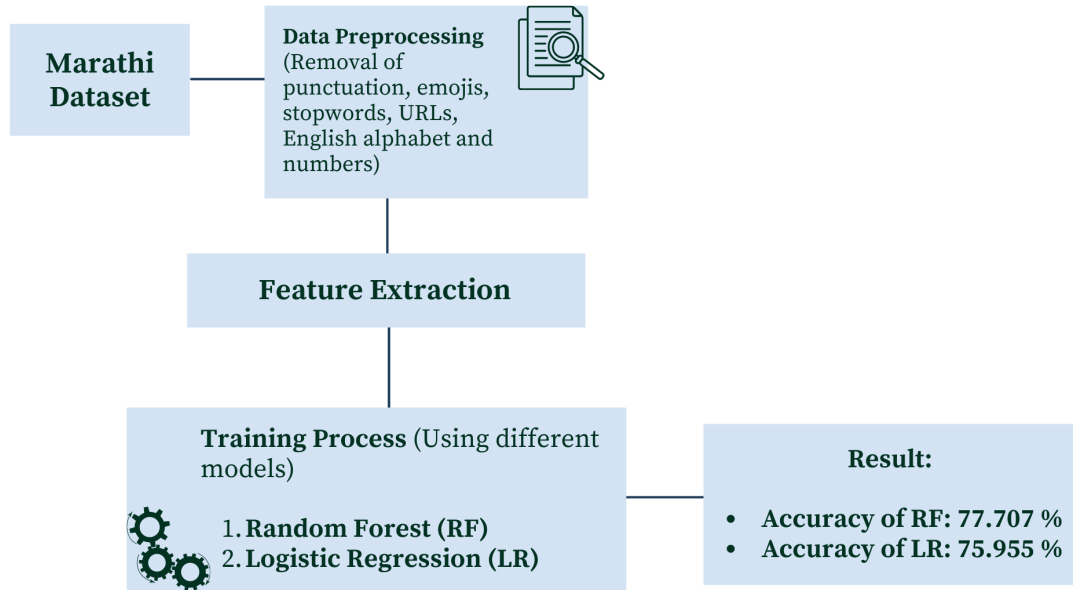 Marathi
Dataset
Data Preprocessing
(Removal of
punctuation, emojis,
stopwords, URLs,
English alphabet and
numbers)
Feature Extraction
Training Process (Using different
models)
1. Random Forest (RF)
2. Logistic Regression (LR)
Result:
• Accuracy of RF: 77.707 %
• Accuracy of LR: 75.955 %